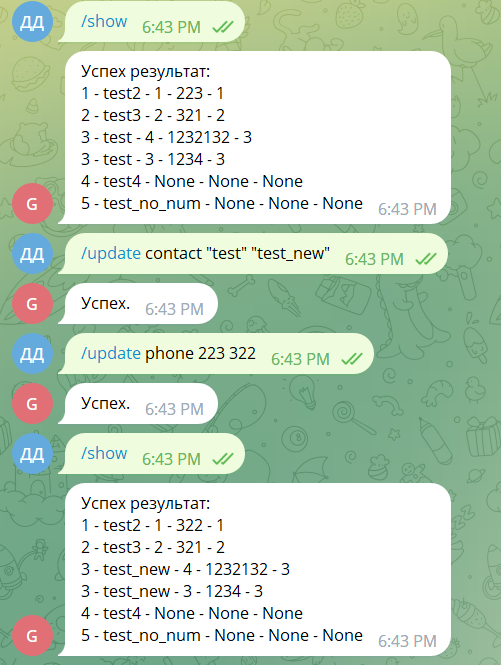 ДД
/show 6:43 PM
Успех результат:
1 - test2 - 1 - 223 - 1
2 - test3 - 2 - 321 - 2
3 - test - 4 - 1232132 - 3
3 - test - 3 - 1234 - 3
4 - test4 - None - None - None
5 - test_no_num - None - None - None 6:43 PM
G
ДД
/update contact "test" "test_new" 6:43 PM
G
Успех. 6:43 PM
ДД
/update phone 223 322 6:43 PM
G
Успех. 6:43 PM
ДД
/show 6:43 PM
Успех результат:
1 - test2 - 1 - 322 - 1
2 - test3 - 2 - 321 - 2
3 - test_new - 4 - 1232132 - 3
3 - test_new - 3 - 1234 - 3
4 - test4 - None - None - None
5 - test_no_num - None - None - None 6:43 PM
G